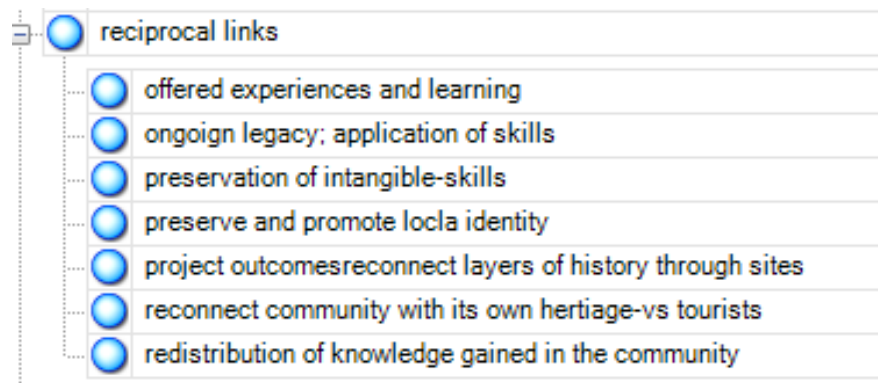 reciprocal links
offered experiences and learning
ongoign legacy; application of skills
preservation of intangible-skills
preserve and promote locla identity
project outcomesreconnect layers of history through sites
reconnect community with its own hertiage-vs tourists
redistribution of knowledge gained in the community